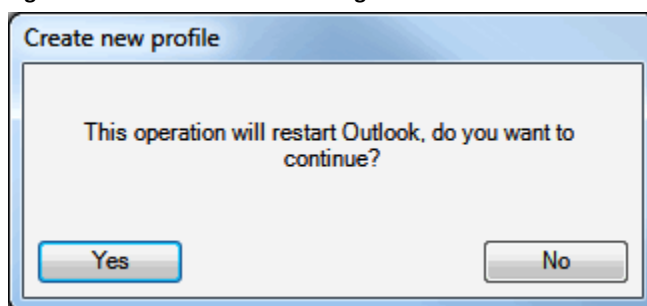 Create new profile
This operation will restart Outlook, do you want to
continue?
Yes
No